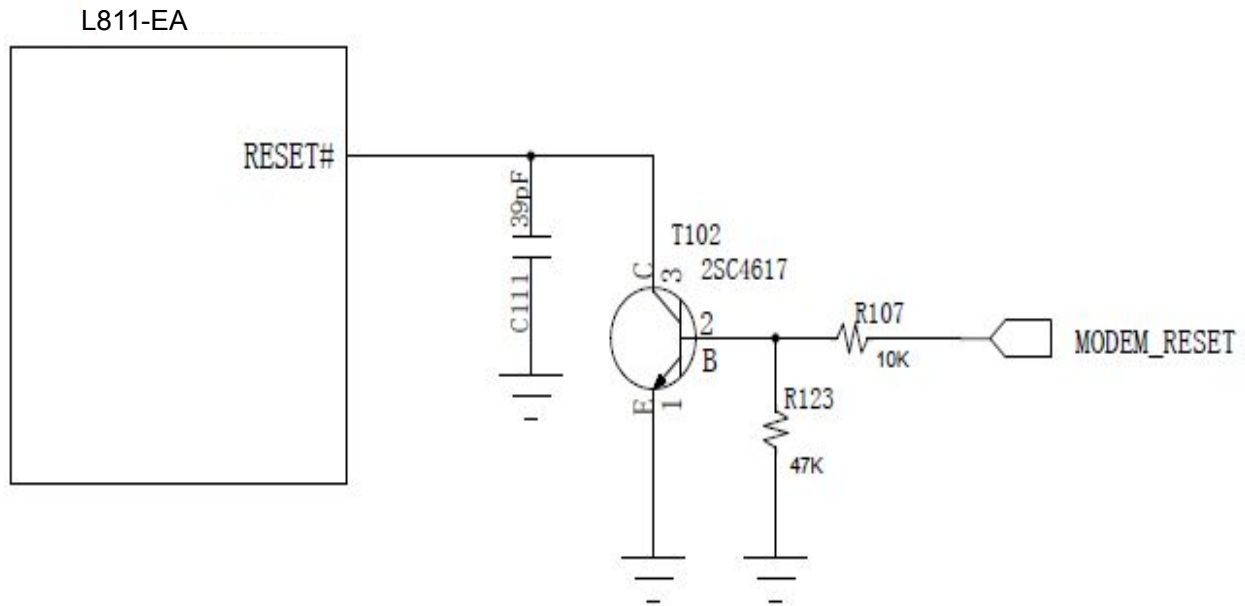 L811-EA
RESET#
39pF
C111
T102
2SC4617
C
3
2
B
E
1
R107
10K
MODEM_RESET
R123
47K